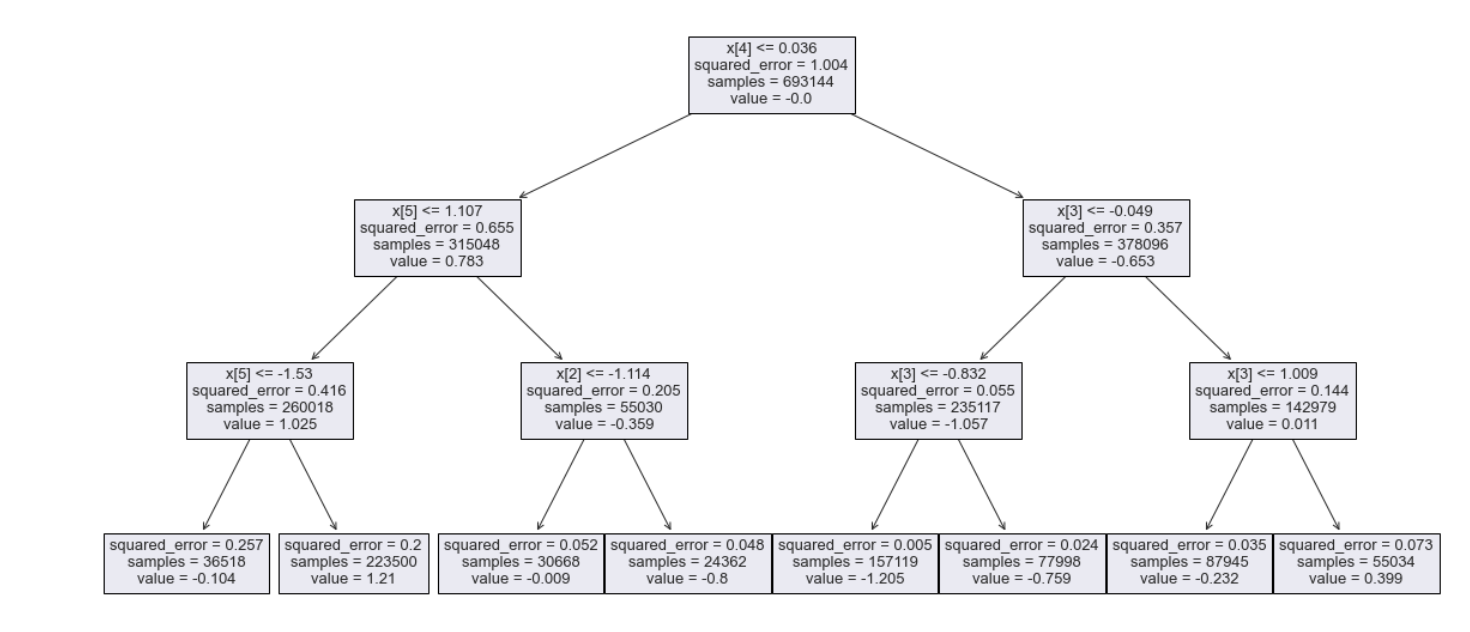 x[4] <= 0.036
squared_error = 1.004
samples = 693144
value = -0.0
x[5] <= 1.107
squared_error = 0.655
samples = 315048
value = 0.783
x[3] <= -0.049
squared_error = 0.357
samples = 378096
value = -0.653
x[5] <= -1.53
squared_error = 0.416
samples = 260018
value = 1.025
x[2] <= -1.114
squared_error = 0.205
samples = 55030
value = -0.359
x[3] <= -0.832
squared_error = 0.055
samples = 235117
value = -1.057
x[3] <= 1.009
squared_error = 0.144
samples = 142979
value = 0.011
squared_error = 0.257
samples = 36518
value = -0.104
squared_error = 0.2
samples = 223500
value = 1.21
squared_error = 0.052
samples = 30668
value = -0.009
squared_error = 0.048
samples = 24362
value = -0.8
squared_error = 0.005
samples = 157119
value = -1.205
squared_error = 0.024
samples = 77998
value = -0.759
squared_error = 0.035
samples = 87945
value = -0.232
squared_error = 0.073
samples = 55034
value = 0.399